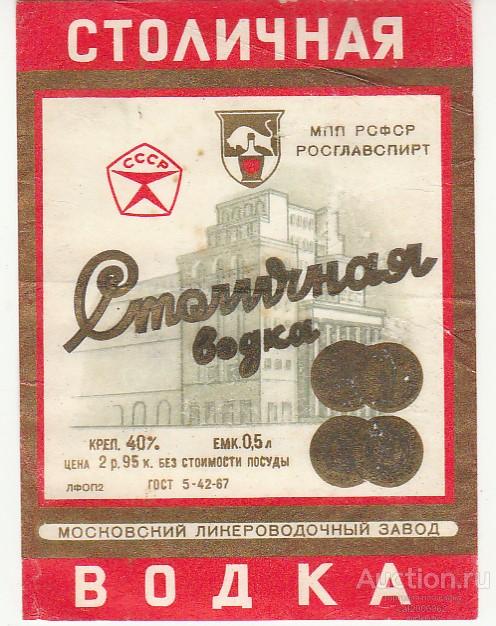 СТОЛИЧНАЯ
СССР
МПП РСФСР
РОСГЛАВСПИРТ
Столичная
водка
КРЕП. 40% ЕМК. 0,5 л
ЦЕНА 2 р. 95 к. БЕЗ СТОИМОСТИ ПОСУДЫ
ЛФОП2 ГОСТ 5-42-67
МОСКОВСКИЙ ЛИКЕРОВОДОЧНЫЙ ЗАВОД
ВОДКА
Auction.ru